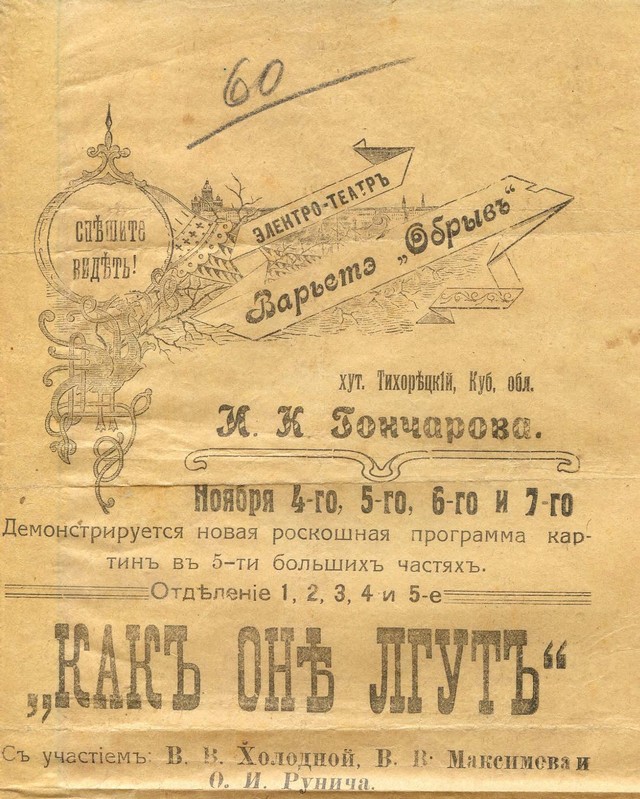 60
СПѢШИТЕ
ВИДѢТЬ!
ЭЛЕКТРО-ТЕАТРЪ
Варьетэ „Обрывъ“
хут. Тихорѣцкій, Куб, обл.
И. К. Гончарова.
Ноября 4-го, 5-го, 6-го и 7-го
Демонстрируется новая роскошная программа кар-
тинъ въ 5-ти большихъ частяхъ.
Отдѣленіе 1, 2, 3, 4 и 5-е
„КАКЪ ОНѢ ЛГУТЪ“
Съ участіемъ: В. В. Холодной, В. В. Максимова и
О. И. Рунича.